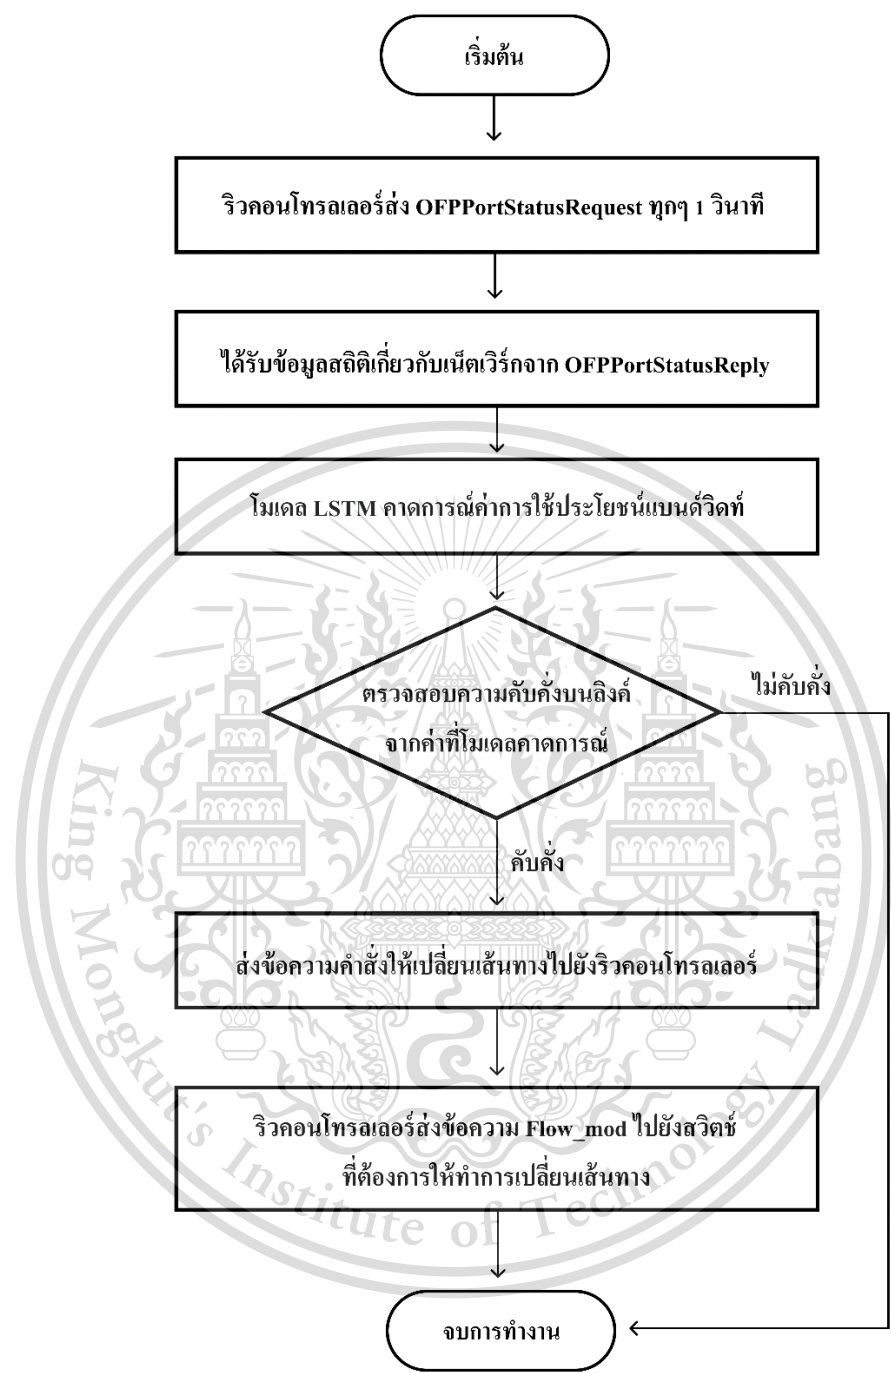 เริ่มต้น
ริวคอนโทรลเลอร์ส่ง OFPPortStatusRequest ทุกๆ 1 วินาที
ได้รับข้อมูลสถิติเกี่ยวกับเน็ตเวิร์กจาก OFPPortStatusReply
โมเดล LSTM คาดการณ์ค่าการใช้ประโยชน์แบนด์วิดท์
ตรวจสอบความคับคั่งบนลิงค์
จากค่าที่โมเดลคาดการณ์
ไม่คับคั่ง
คับคั่ง
ส่งข้อความคำสั่งให้เปลี่ยนเส้นทางไปยังริวคอนโทรลเลอร์
ริวคอนโทรลเลอร์ส่งข้อความ Flow_mod ไปยังสวิตช์
ที่ต้องการให้ทำการเปลี่ยนเส้นทาง
จบการทำงาน
King Mongkut's Institute of Technology Ladkrabang